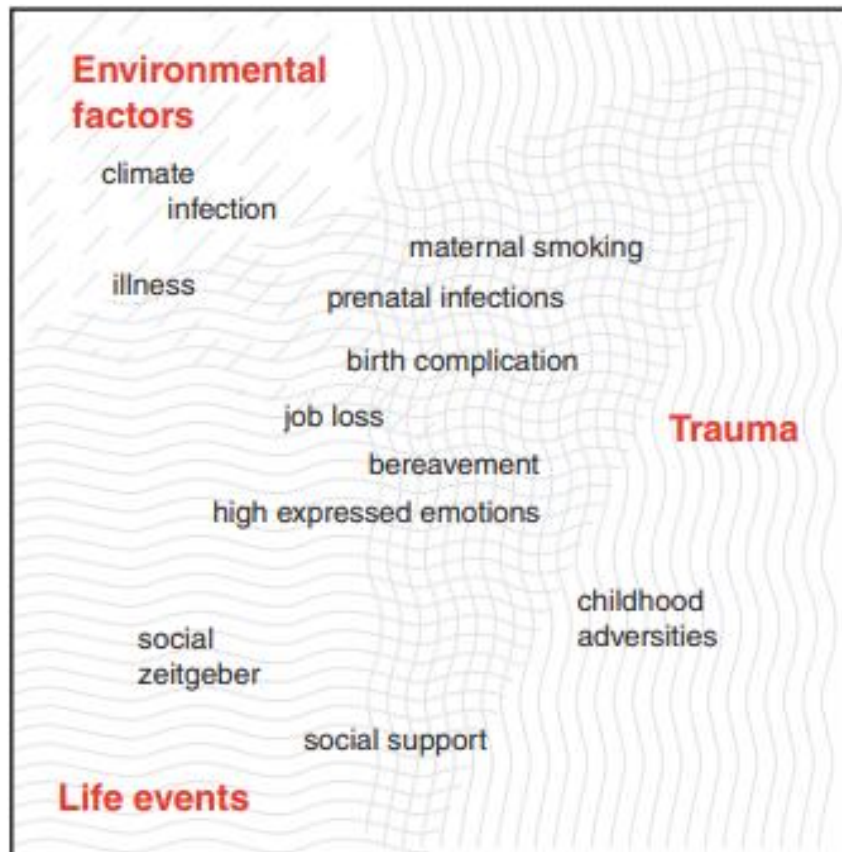 Environmental
factors
climate
infection
maternal smoking
illness
prenatal infections
birth complication
job loss
Trauma
bereavement
high expressed emotions
childhood
adversities
social
zeitgeber
social support
Life events